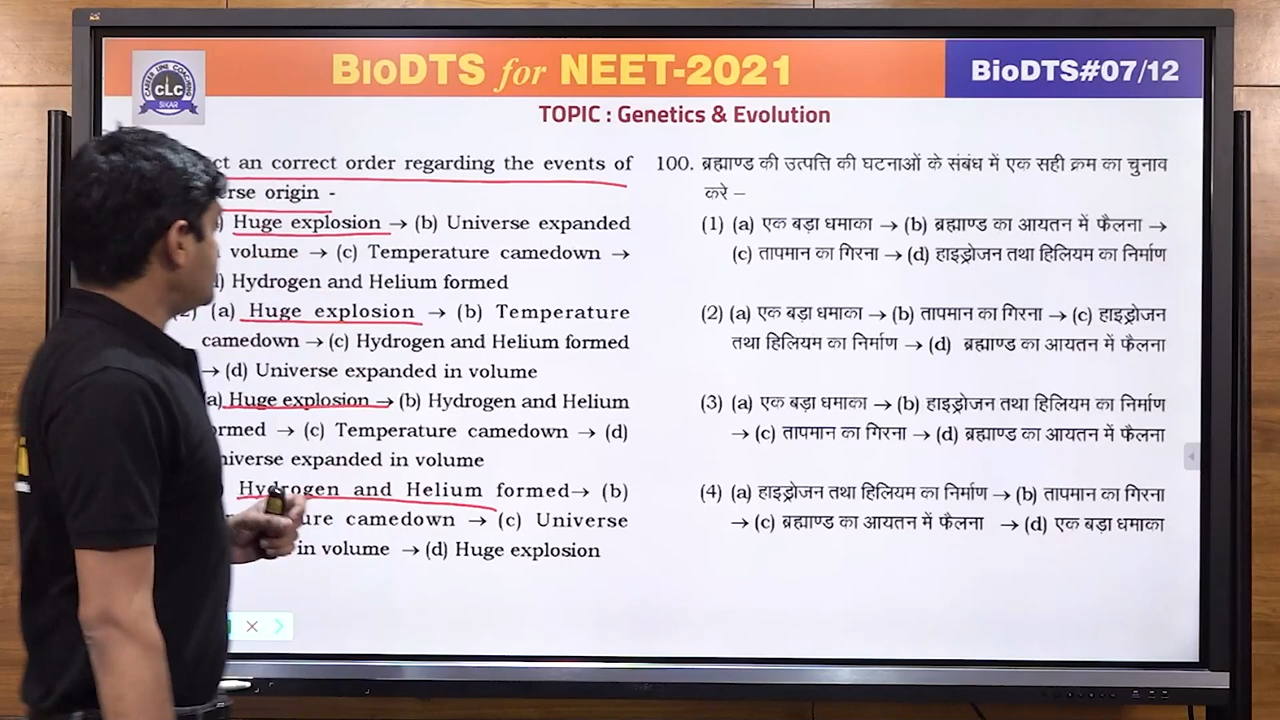 BIODTS for NEET-2021
BIODTS#07/12
CAREER LINE COACHING
CLC
SIKAR
TOPIC : Genetics & Evolution
an correct order regarding the events of
origin -
Huge explosion → (b) Universe expanded
volume → (c) Temperature camedown →
Hydrogen and Helium formed
(a) Huge explosion → (b) Temperature
camedown → (c) Hydrogen and Helium formed
→ (d) Universe expanded in volume
(a) Huge explosion → (b) Hydrogen and Helium
→ (c) Temperature camedown → (d)
expanded in volume
Hydrogen and Helium formed → (b)
camedown → (c) Universe
in volume → (d) Huge explosion
100. ब्रह्माण्ड की उत्पत्ति की घटनाओं के संबंध में एक सही क्रम का चुनाव
करे –
(1) (a) एक बड़ा धमाका → (b) ब्रह्माण्ड का आयतन में फैलना →
(c) तापमान का गिरना → (d) हाइड्रोजन तथा हिलियम का निर्माण
(2) (a) एक बड़ा धमाका → (b) तापमान का गिरना → (c) हाइड्रोजन
तथा हिलियम का निर्माण → (d) ब्रह्माण्ड का आयतन में फैलना
(3) (a) एक बड़ा धमाका → (b) हाइड्रोजन तथा हिलियम का निर्माण
→ (c) तापमान का गिरना → (d) ब्रह्माण्ड का आयतन में फैलना
(4) (a) हाइड्रोजन तथा हिलियम का निर्माण → (b) तापमान का गिरना
→ (c) ब्रह्माण्ड का आयतन में फैलना → (d) एक बड़ा धमाका